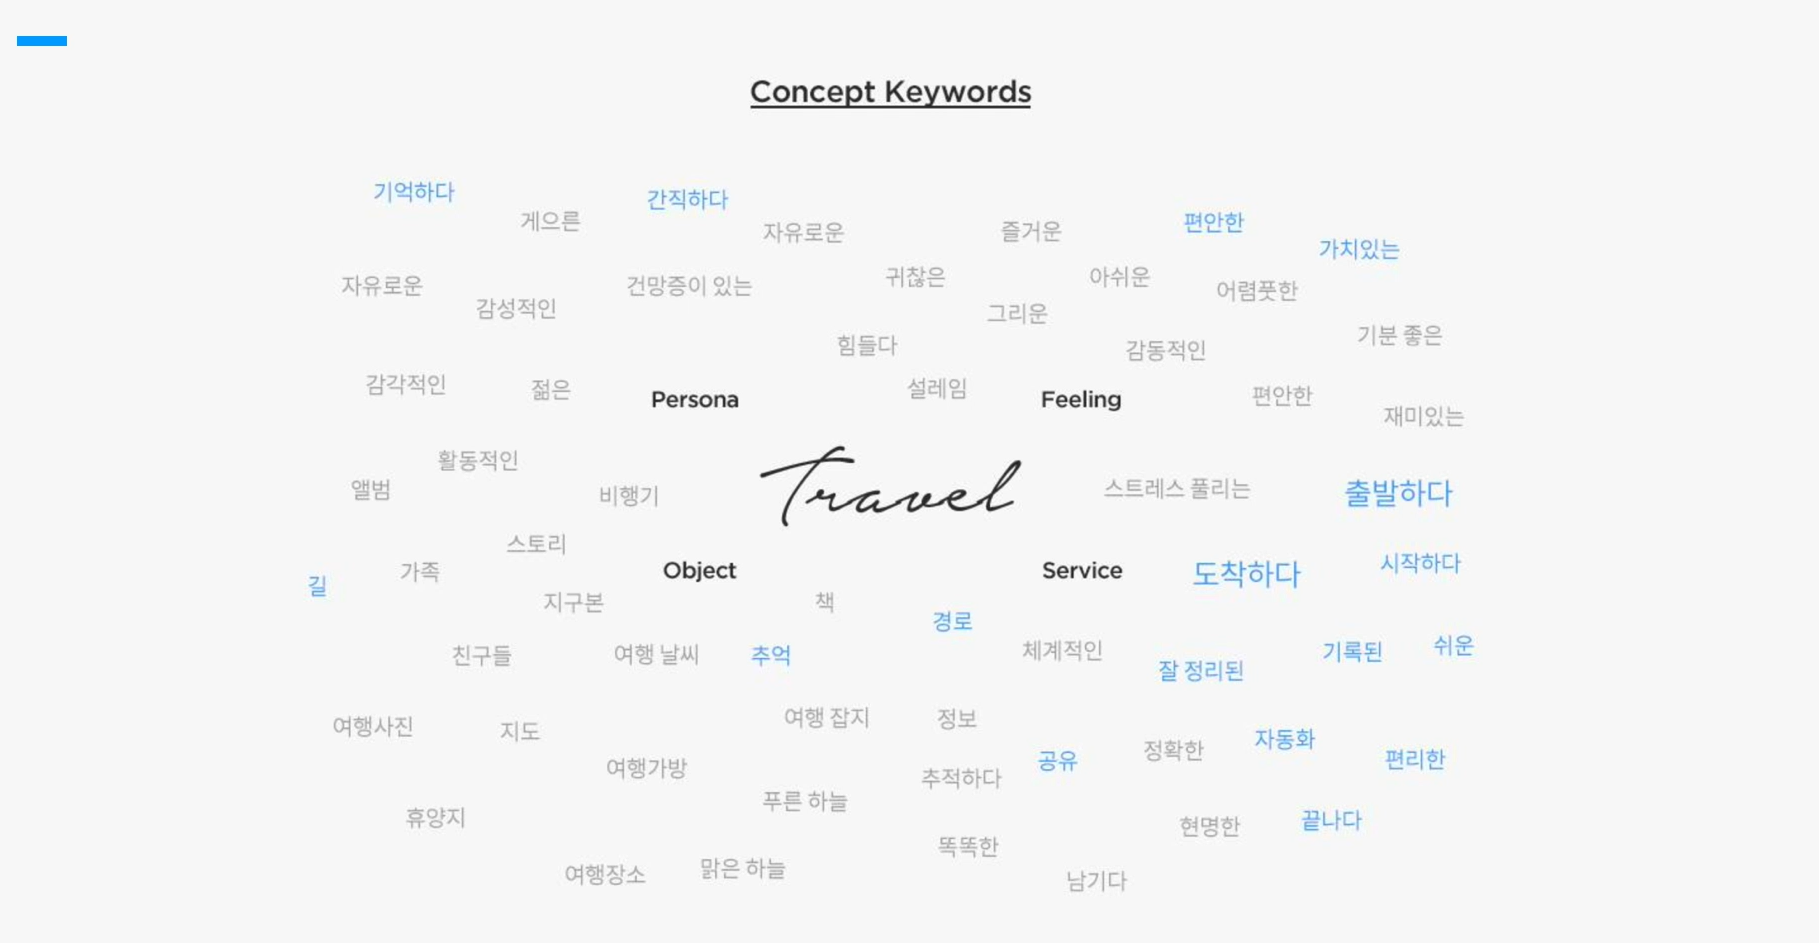 Concept Keywords
기억하다
간직하다
게으른
자유로운
즐거운
편안한
가치있는
자유로운
감성적인
건망증이 있는
귀찮은
아쉬운
어렴풋한
그리운
힘들다
감동적인
기분 좋은
감각적인
젊은
Persona
설레임
Feeling
편안한
재미있는
활동적인
앨범
비행기
Travel
스트레스 풀리는
출발하다
스토리
가족
길
Object
Service
도착하다
시작하다
지구본
책
경로
친구들
여행 날씨
추억
체계적인
잘 정리된
기록된
쉬운
여행사진
지도
여행 잡지
정보
공유
정확한
자동화
편리한
여행가방
추적하다
푸른 하늘
휴양지
현명한
끝나다
똑똑한
여행장소
맑은 하늘
남기다